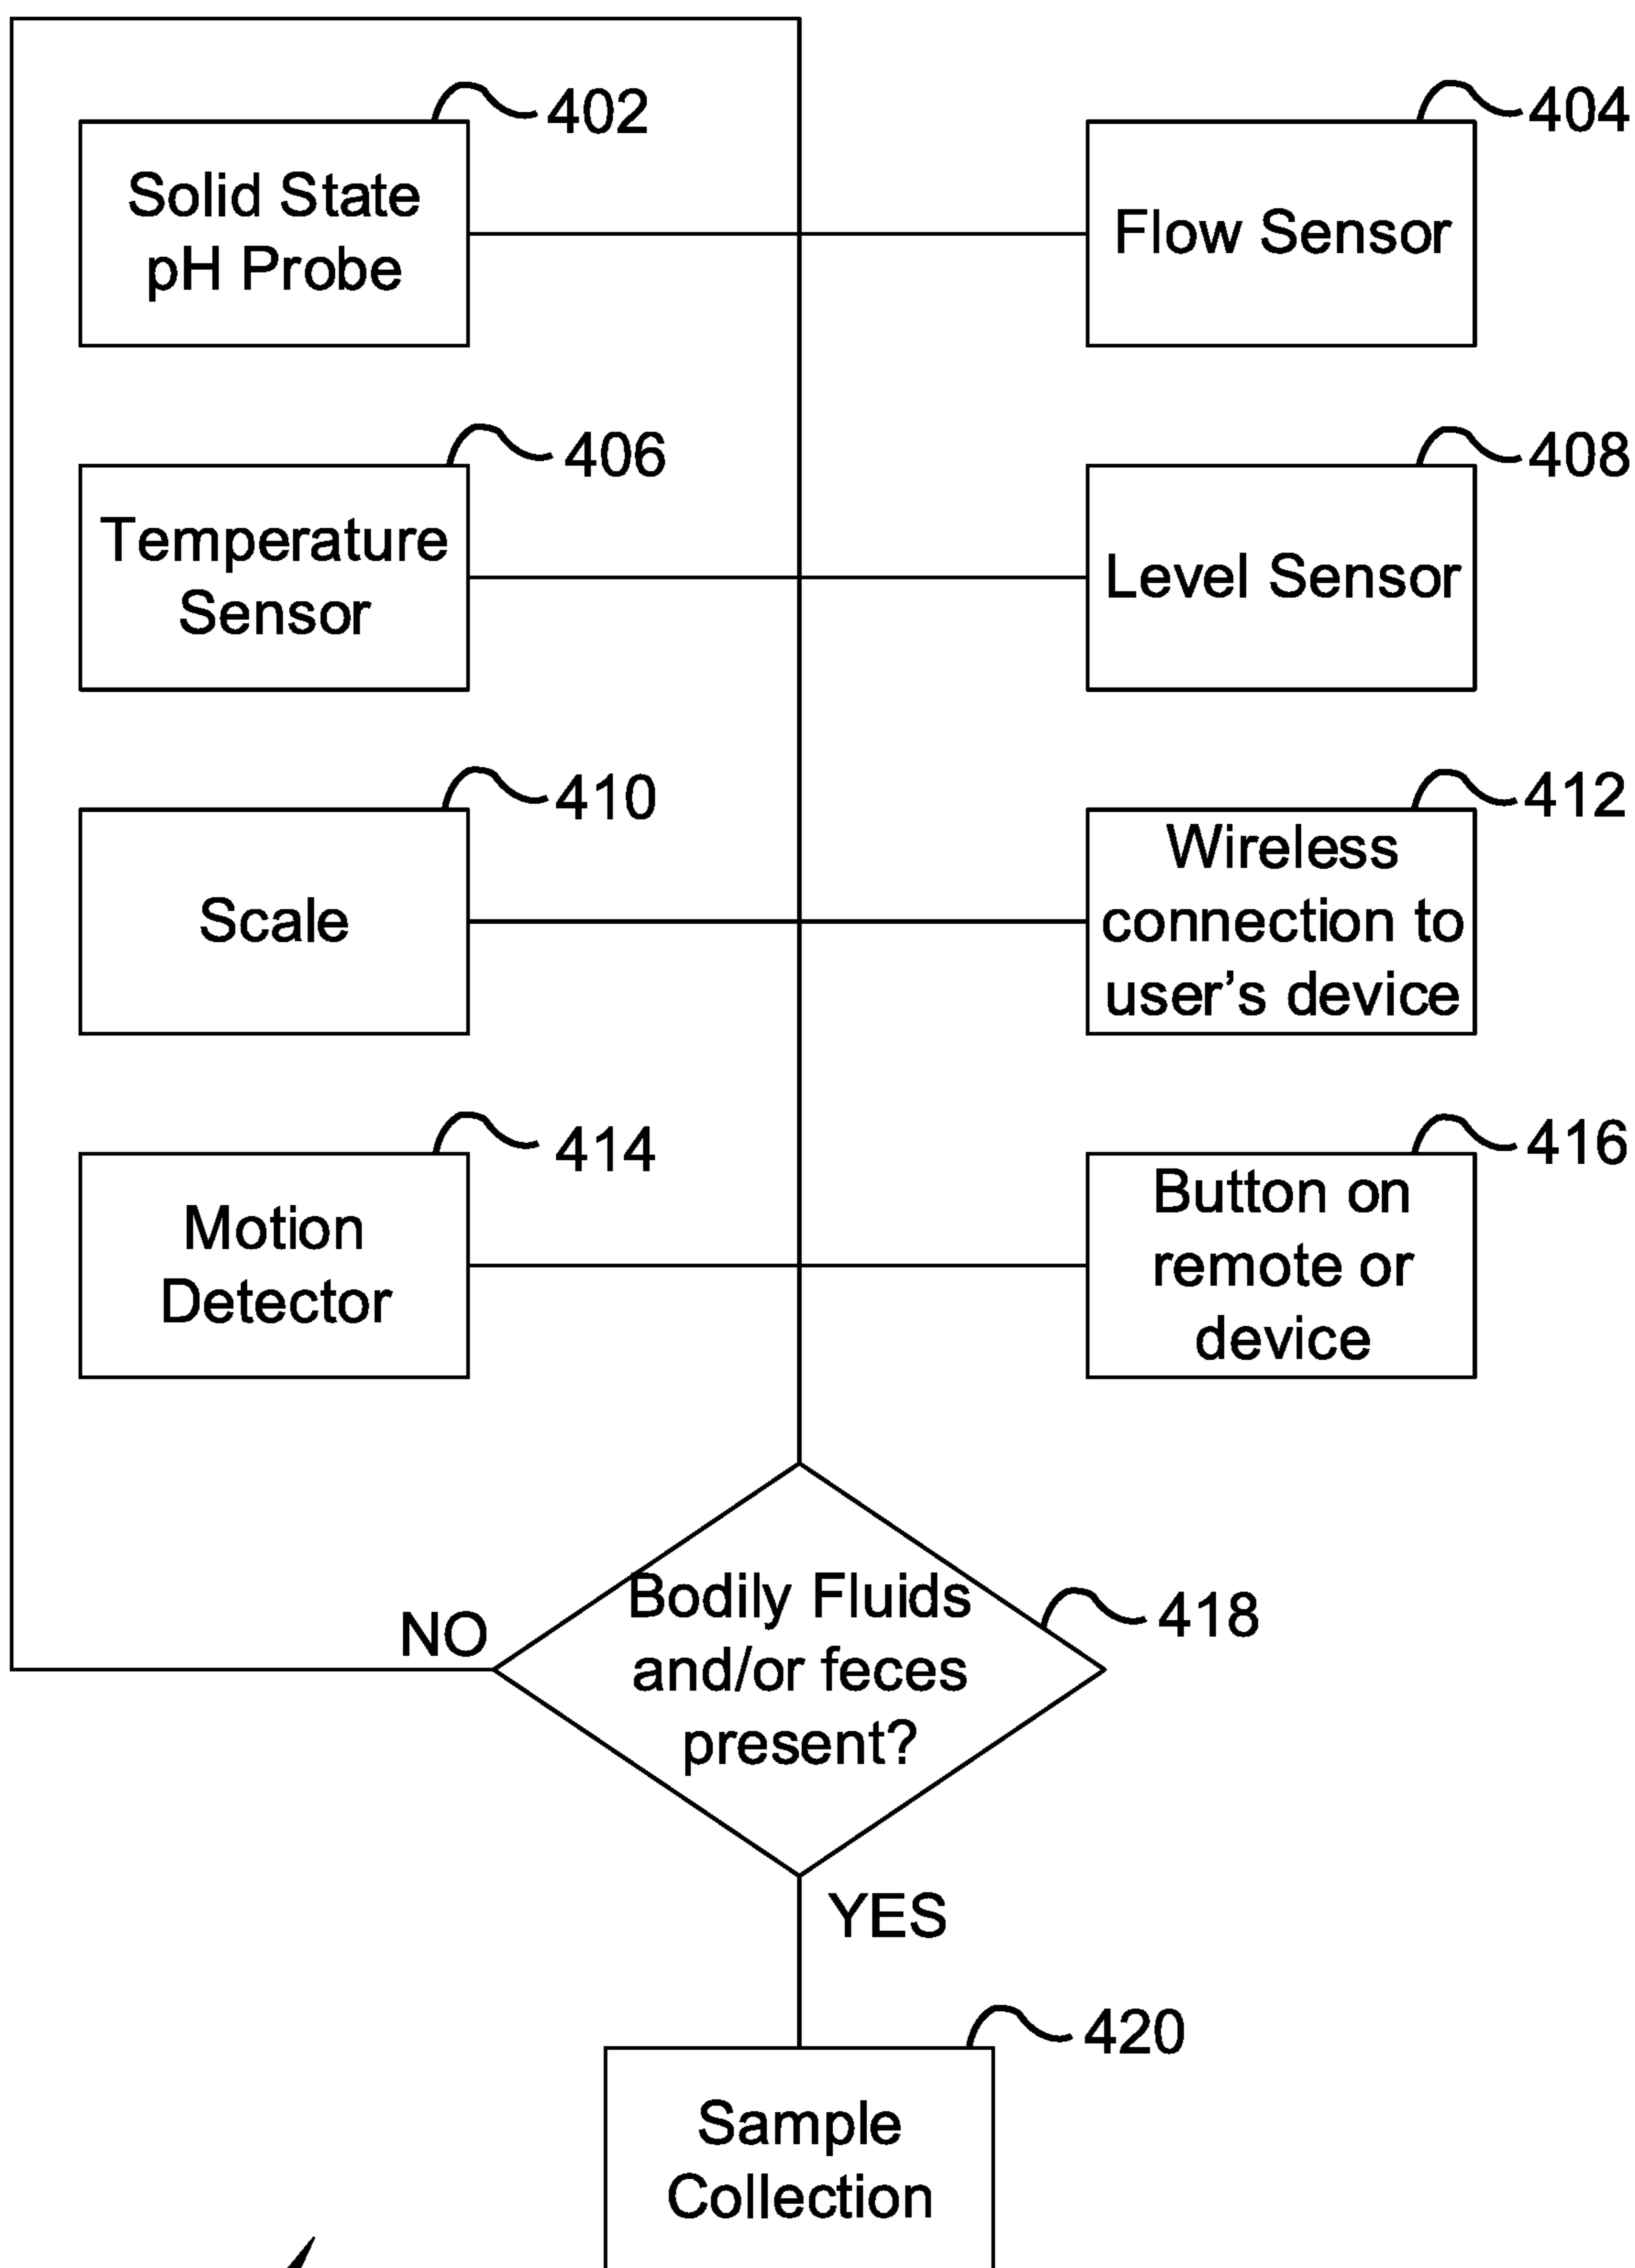 402
Solid State
pH Probe
404
Flow Sensor
406
Temperature
Sensor
408
Level Sensor
410
Scale
412
Wireless
connection to
user’s device
414
Motion
Detector
416
Button on
remote or
device
418
Bodily Fluids
and/or feces
present?
NO
YES
420
Sample
Collection